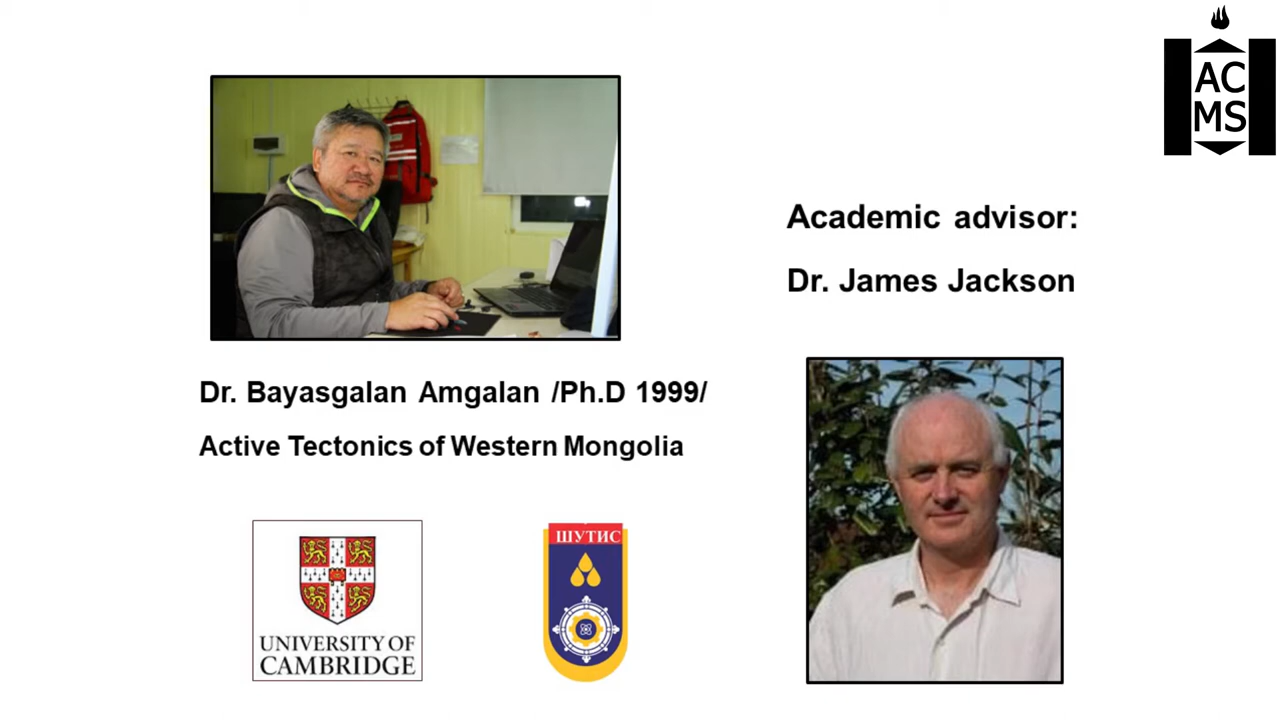 AC
MS
Academic advisor:
Dr. James Jackson
Dr. Bayasgalan Amgalan /Ph.D 1999/
Active Tectonics of Western Mongolia
UNIVERSITY OF
CAMBRIDGE
ШУТИС